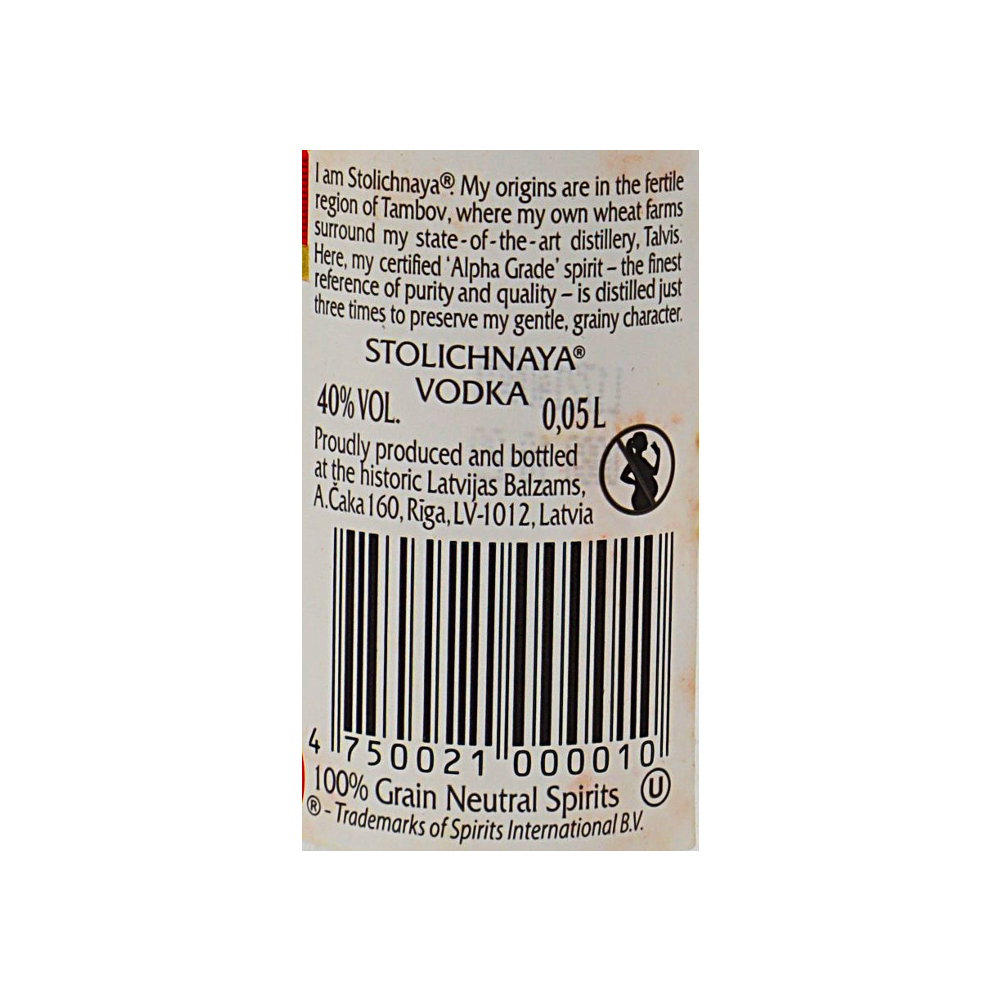 I am Stolichnaya®. My origins are in the fertile
region of Tambov, where my own wheat farms
surround my state-of-the-art distillery, Talvis.
Here, my certified 'Alpha Grade' spirit – the finest
reference of purity and quality – is distilled just
three times to preserve my gentle, grainy character.
STOLICHNAYA®
VODKA
40% VOL.
0,05 L
Proudly produced and bottled
at the historic Latvijas Balzams,
A.Čaka 160, Rīga, LV-1012, Latvia
4 750021 000010
100% Grain Neutral Spirits U
® - Trademarks of Spirits International B.V.